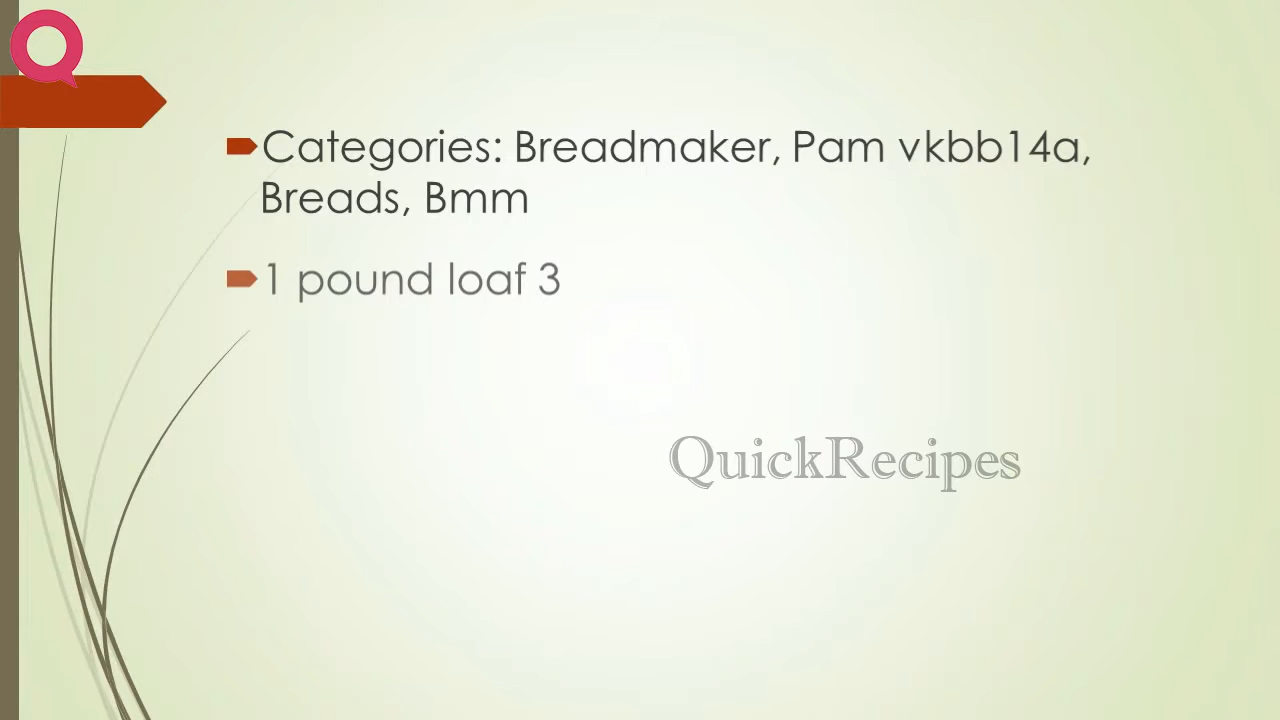 Categories: Breadmaker, Pam vkbb14a,
Breads, Bmm
1 pound loaf 3
QuickRecipes